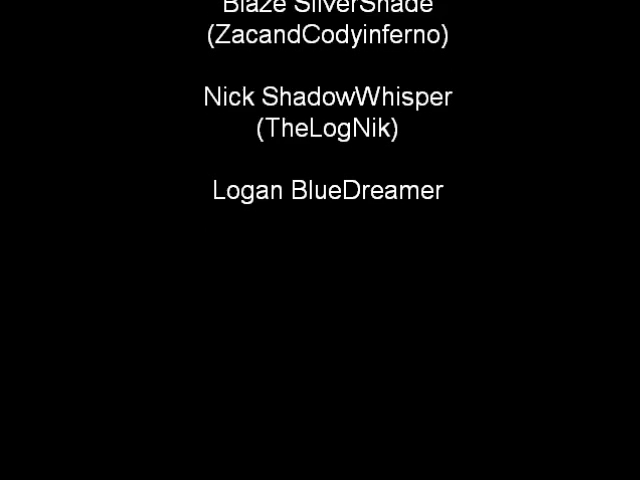 Blaze SilverShade
(ZacandCodyinferno)
Nick ShadowWhisper
(TheLogNik)
Logan BlueDreamer